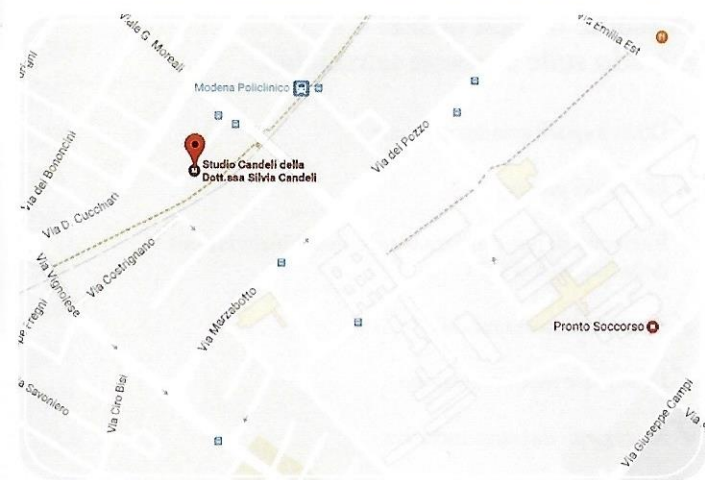 Viale G. Moreali
Via Emilia Est
Modena Policlinico
Via del Pozzo
Via dei Bononcini
Studio Candeli della
Dott.ssa Silvia Candeli
Via D. Cucchiari
Via Costrignano
Via Vignolese
Via Marzabotto
Pronto Soccorso
Via Ciro Bisi
a Savoniero
Via Giuseppe Campi
Via